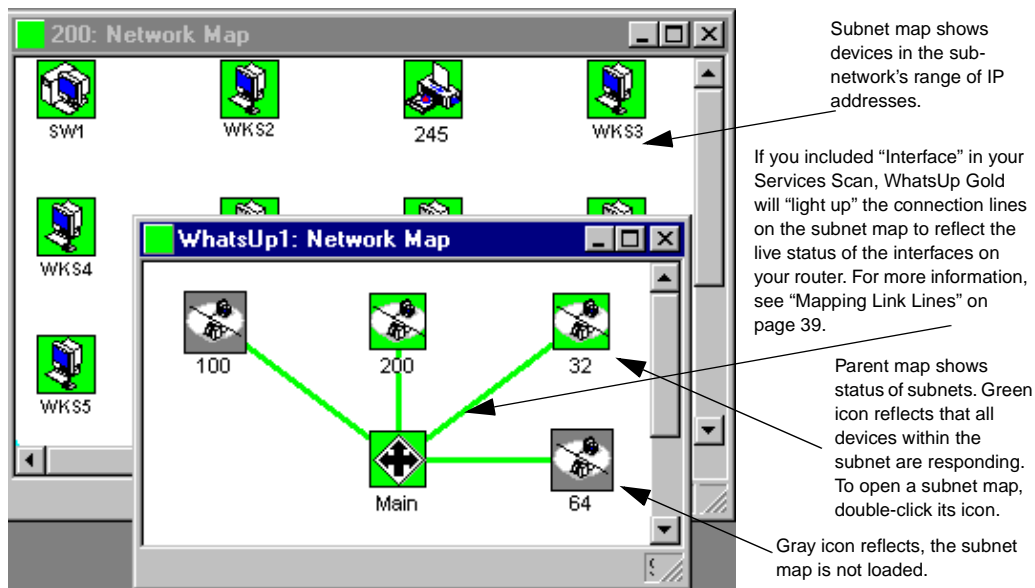 200: Network Map
SW1
WKS2
245
WKS3
WKS4
WKS5
WhatsUp1: Network Map
100
200
32
Main
64
Subnet map shows
devices in the sub-
network's range of IP
addresses.
If you included “Interface” in your
Services Scan, WhatsUp Gold
will “light up” the connection lines
on the subnet map to reflect the
live status of the interfaces on
your router. For more information,
see “Mapping Link Lines” on
page 39.
Parent map shows
status of subnets. Green
icon reflects that all
devices within the
subnet are responding.
To open a subnet map,
double-click its icon.
Gray icon reflects, the subnet
map is not loaded.